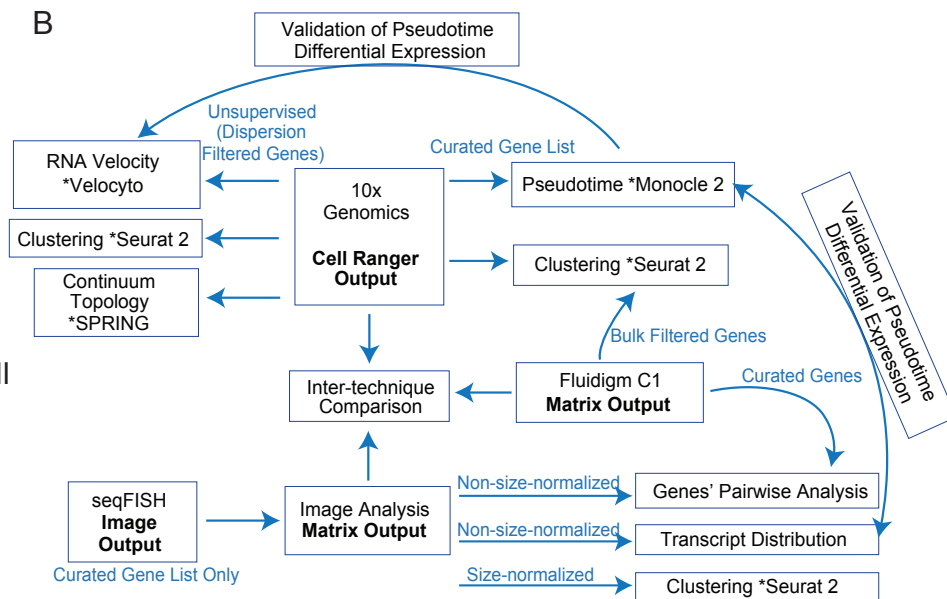 B
Validation of Pseudotime
Differential Expression
Unsupervised
(Dispersion
Filtered Genes)
Curated Gene List
RNA Velocity
*Velocyto
10x
Genomics
Cell Ranger
Output
Pseudotime *Monocle 2
Clustering *Seurat 2
Clustering *Seurat 2
Continuum
Topology
*SPRING
Validation of Pseudotime
Differential Expression
Bulk Filtered Genes
ll
Inter-technique
Comparison
Fluidigm C1
Matrix Output
Curated Genes
seqFISH
Image
Output
Curated Gene List Only
Image Analysis
Matrix Output
Non-size-normalized
Genes' Pairwise Analysis
Non-size-normalized
Transcript Distribution
Size-normalized
Clustering *Seurat 2